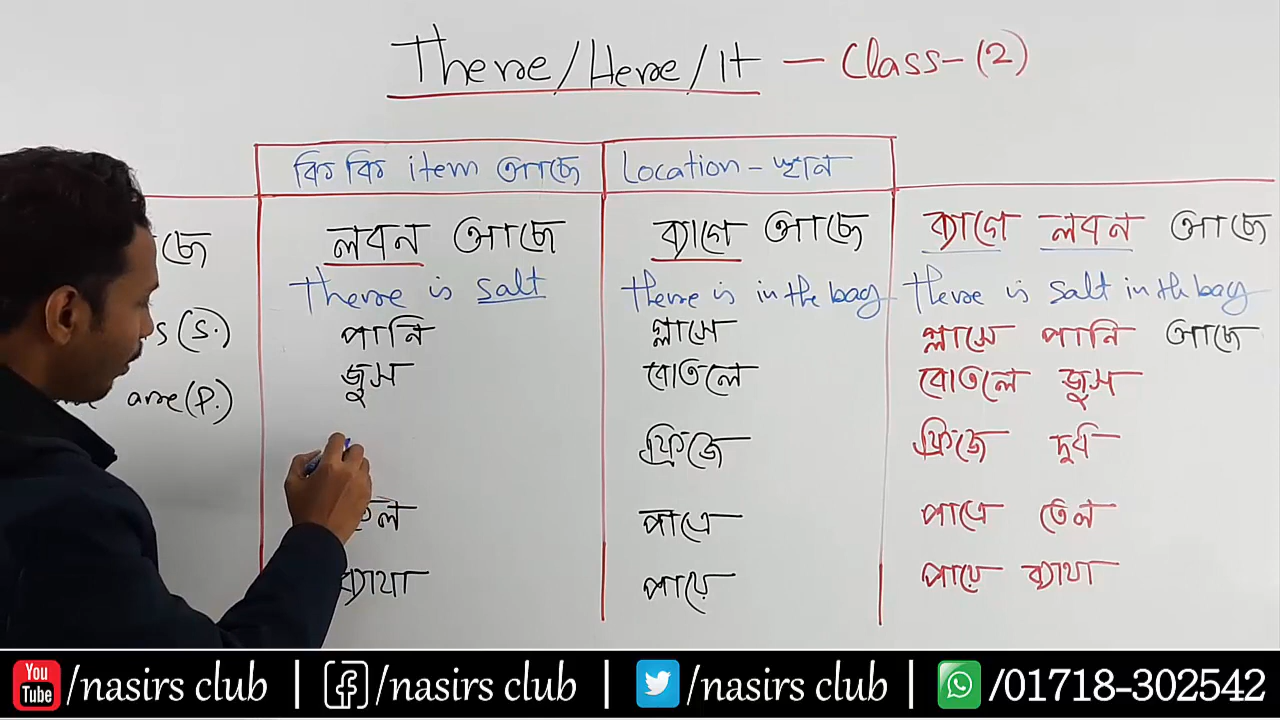 There/Here/It — Class-(2)
কি কি item আছে
Location - স্থান
লবন আছে
ব্যাগে আছে
ব্যাগে লবন আছে
There is salt
there is in the bag
there is salt in the bag
(S.)
পানি
গ্লাসে
গ্লাসে পানি আছে
জুস
বোতলে
বোতলে জুস
are(P.)
ফ্রিজে
ফ্রিজে দুধ
পাত্রে
পাত্রে তেল
ব্যাথা
পায়ে
পায়ে ব্যাথা
You Tube /nasirs club | /nasirs club | /nasirs club | /01718-302542